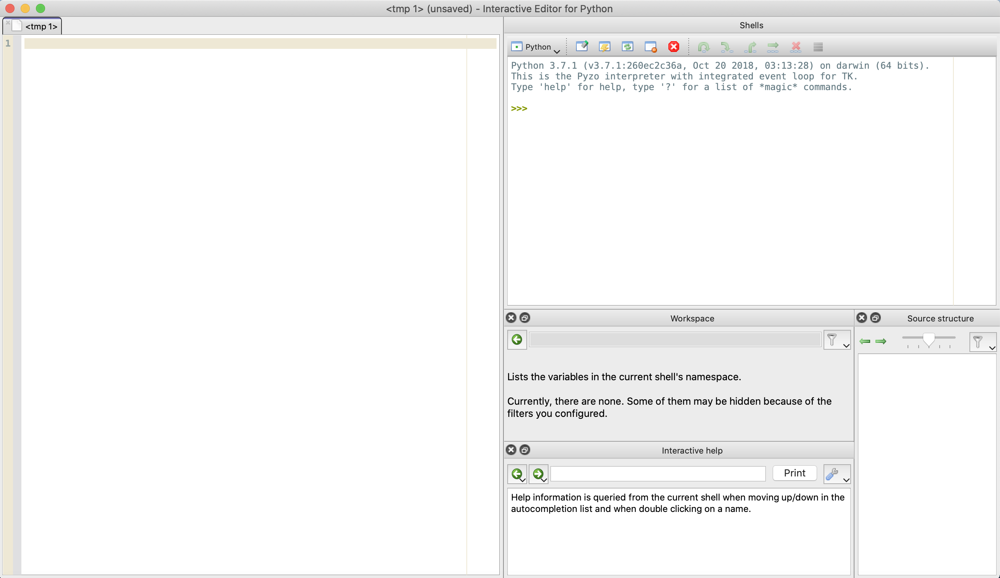 <tmp 1> (unsaved) - Interactive Editor for Python
<tmp 1>
1
Shells
Python
Python 3.7.1 (v3.7.1:260ec2c36a, Oct 20 2018, 03:13:28) on darwin (64 bits).
This is the Pyzo interpreter with integrated event loop for TK.
Type 'help' for help, type '?' for a list of *magic* commands.
>>>
Workspace
Lists the variables in the current shell's namespace.
Currently, there are none. Some of them may be hidden because of the
filters you configured.
Interactive help
Print
Help information is queried from the current shell when moving up/down in the
autocompletion list and when double clicking on a name.
Source structure